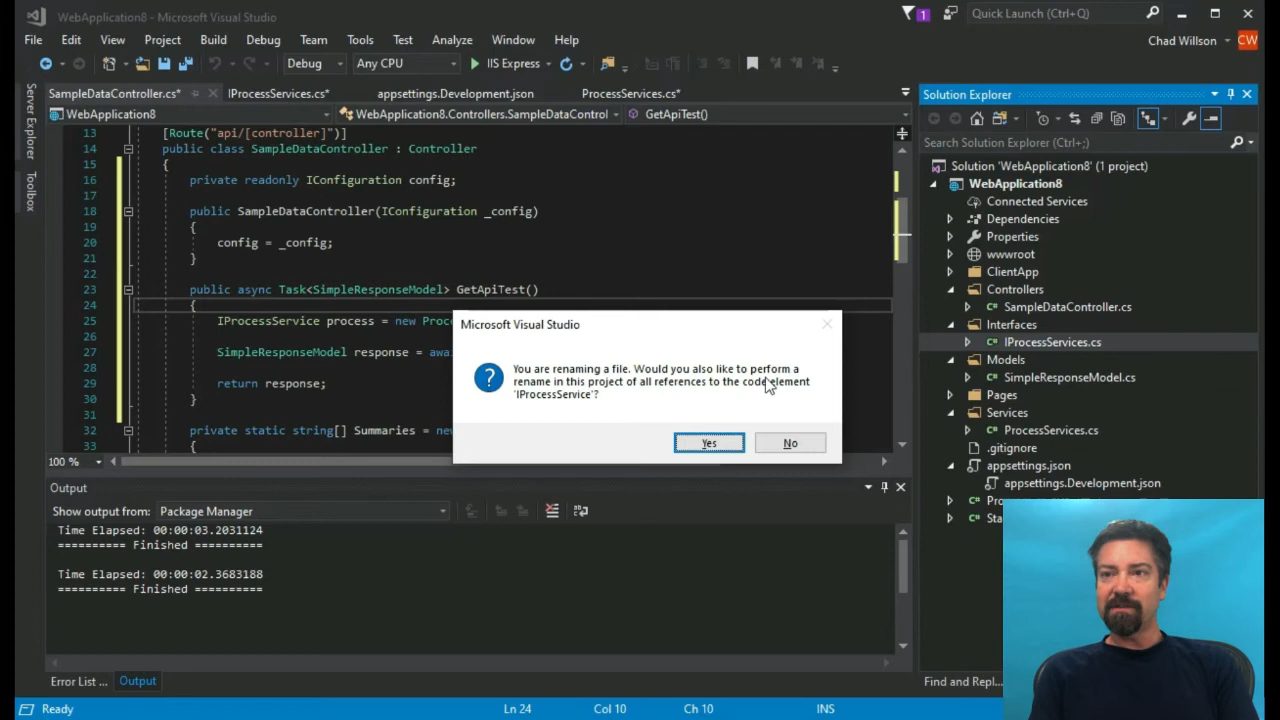 WebApplication8 - Microsoft Visual Studio
1
Quick Launch (Ctrl+Q)
File Edit View Project Build Debug Team Tools Test Analyze Window Help
Chad Willson
CW
Debug Any CPU IIS Express
SampleDataController.cs* IProcessServices.cs* appsettings.Development.json ProcessServices.cs*
WebApplication8 WebApplication8.Controllers.SampleDataControl GetApiTest()
Server Explorer
Toolbox
13 [Route("api/[controller]")]
14 public class SampleDataController : Controller
15 {
16 private readonly IConfiguration config;
17
18 public SampleDataController(IConfiguration _config)
19 {
20 config = _config;
21 }
22
23 public async Task<SimpleResponseModel> GetApiTest()
24 {
25 IProcessService process = new Proc
26
27 SimpleResponseModel response = awa
28
29 return response;
30 }
31
32 private static string[] Summaries = new
33 {
100 %
Microsoft Visual Studio
You are renaming a file. Would you also like to perform a
rename in this project of all references to the code element
'IProcessService'?
Yes No
Output
Show output from: Package Manager
Time Elapsed: 00:00:03.2031124
========== Finished ==========
Time Elapsed: 00:00:02.3683188
========== Finished ==========
Error List ... Output
Solution Explorer
Search Solution Explorer (Ctrl+;)
Solution 'WebApplication8' (1 project)
WebApplication8
Connected Services
Dependencies
Properties
wwwroot
ClientApp
Controllers
C# SampleDataController.cs
Interfaces
C# IProcessServices.cs
Models
C# SimpleResponseModel.cs
Pages
Services
C# ProcessServices.cs
.gitignore
appsettings.json
appsettings.Development.json
C# Pro
C# Sta
Find and Repl...
Ready Ln 24 Col 10 Ch 10 INS